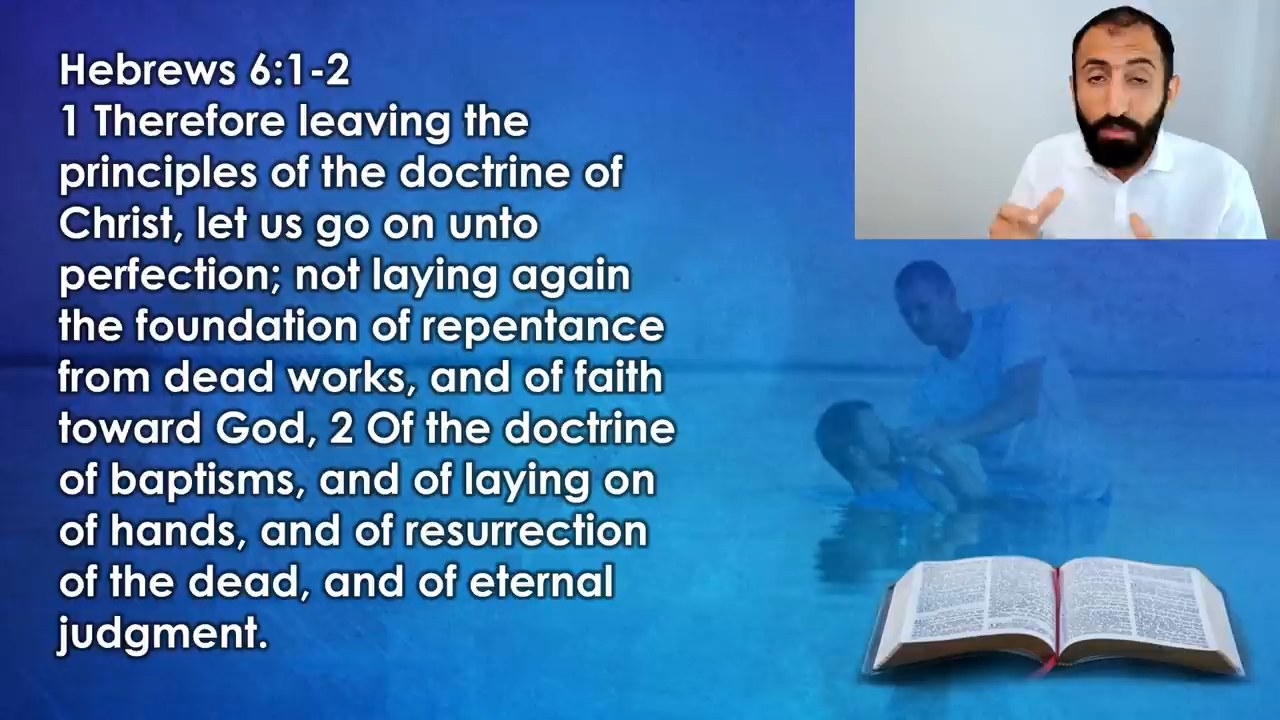 Hebrews 6:1-2
1 Therefore leaving the
principles of the doctrine of
Christ, let us go on unto
perfection; not laying again
the foundation of repentance
from dead works, and of faith
toward God, 2 Of the doctrine
of baptisms, and of laying on
of hands, and of resurrection
of the dead, and of eternal
judgment.